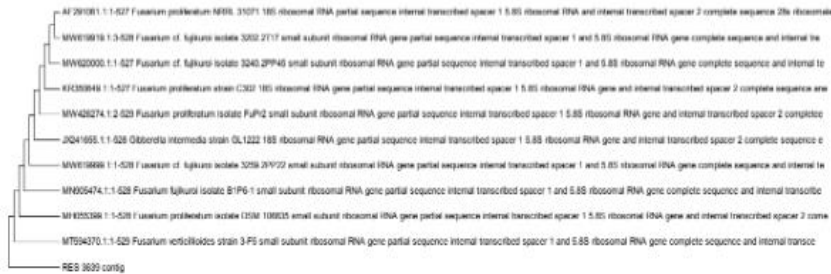 AF291061.1:1-527 Fusarium proliferatum NRRL 31071 18S ribosomal RNA partial sequence internal transcribed spacer 1 5.8S ribosomal RNA and internal transcribed spacer 2 complete sequence 28s ribosomal
MW619919.1:3-528 Fusarium cf. fujikuroi isolate 3202.2T17 small subunit ribosomal RNA gene partial sequence internal transcribed spacer 1 and 5.8S ribosomal RNA gene complete sequence and internal tra
MW620000.1:1-527 Fusarium cf. fujikuroi isolate 3240.2PP46 small subunit ribosomal RNA gene partial sequence internal transcribed spacer 1 and 5.8S ribosomal RNA gene complete sequence and internal te
1-527 Fusarium proliferatum strain C302 18S ribosomal RNA gene partial sequence internal transcribed spacer 1 5.8S ribosomal RNA gene and internal transcribed spacer 2 complete sequence and
MW426274.1:2-529 Fusarium proliferatum isolate FuPr2 small subunit ribosomal RNA gene partial sequence internal transcribed spacer 1 5.8S ribosomal RNA gene and internal transcribed spacer 2 completee
JX241655.1:1-528 Gibberella intermedia strain GL1222 18S ribosomal RNA gene partial sequence internal transcribed spacer 1 5.8S ribosomal RNA gene and internal transcribed spacer 2 complete sequence e
MW619999.1:1-528 Fusarium cf. fujikuroi isolate 3259.2PP22 small subunit ribosomal RNA gene partial sequence internal transcribed spacer 1 and 5.8S ribosomal RNA gene complete sequence and internal te
MN905474.1:1-528 Fusarium fujikuroi isolate B1P6-1 small subunit ribosomal RNA gene partial sequence internal transcribed spacer 1 and 5.8S ribosomal RNA gene complete sequence and internal transcribe
1-528 Fusarium proliferatum isolate DSM 106835 small subunit ribosomal RNA gene partial sequence internal transcribed spacer 1 5.8S ribosomal RNA gene and internal transcribed spacer 2 come
MT594370.1:1-529 Fusarium verticillioides strain 3-F5 small subunit ribosomal RNA gene partial sequence internal transcribed spacer 1 and 5.8S ribosomal RNA gene complete sequence and internal transce
RES 3639 contig